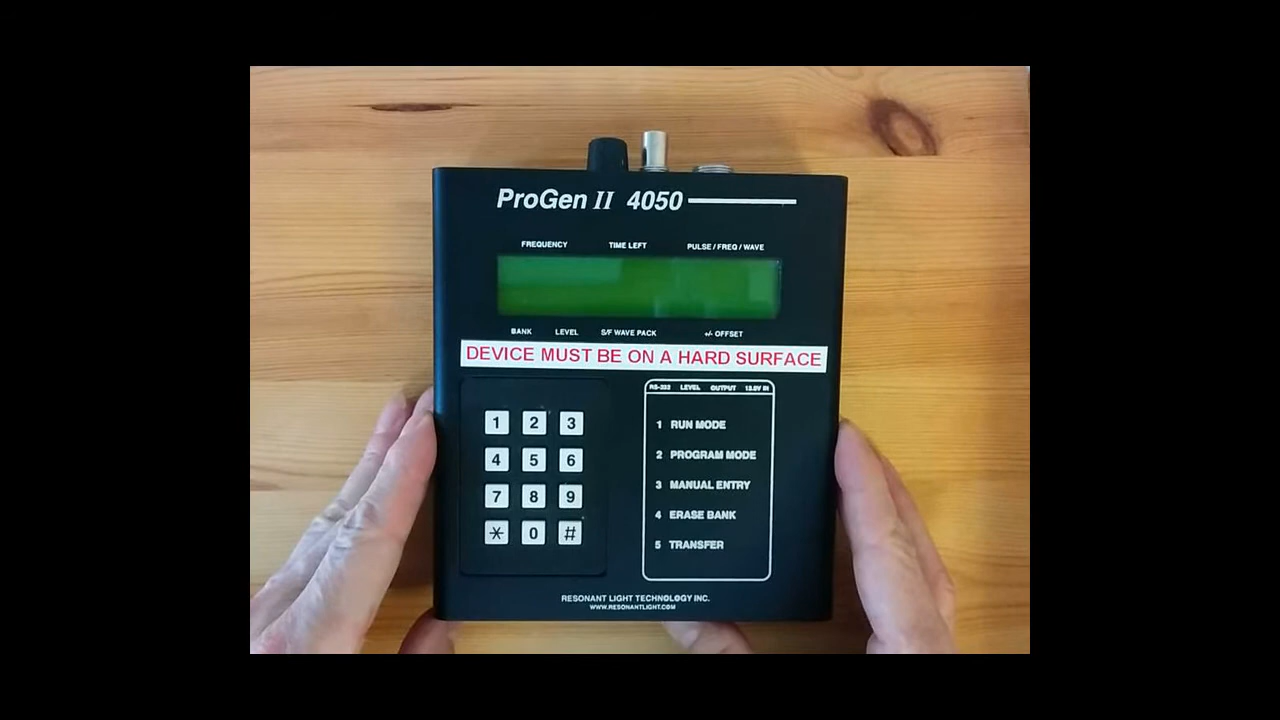 ProGen II 4050
FREQUENCY TIME LEFT PULSE / FREQ / WAVE
BANK LEVEL S/F WAVE PACK +/- OFFSET
DEVICE MUST BE ON A HARD SURFACE
RS-232 LEVEL OUTPUT 13.8V IN
1 2 3
4 5 6
7 8 9
* 0 #
1 RUN MODE
2 PROGRAM MODE
3 MANUAL ENTRY
4 ERASE BANK
5 TRANSFER
RESONANT LIGHT TECHNOLOGY INC.
WWW.RESONANTLIGHT.COM